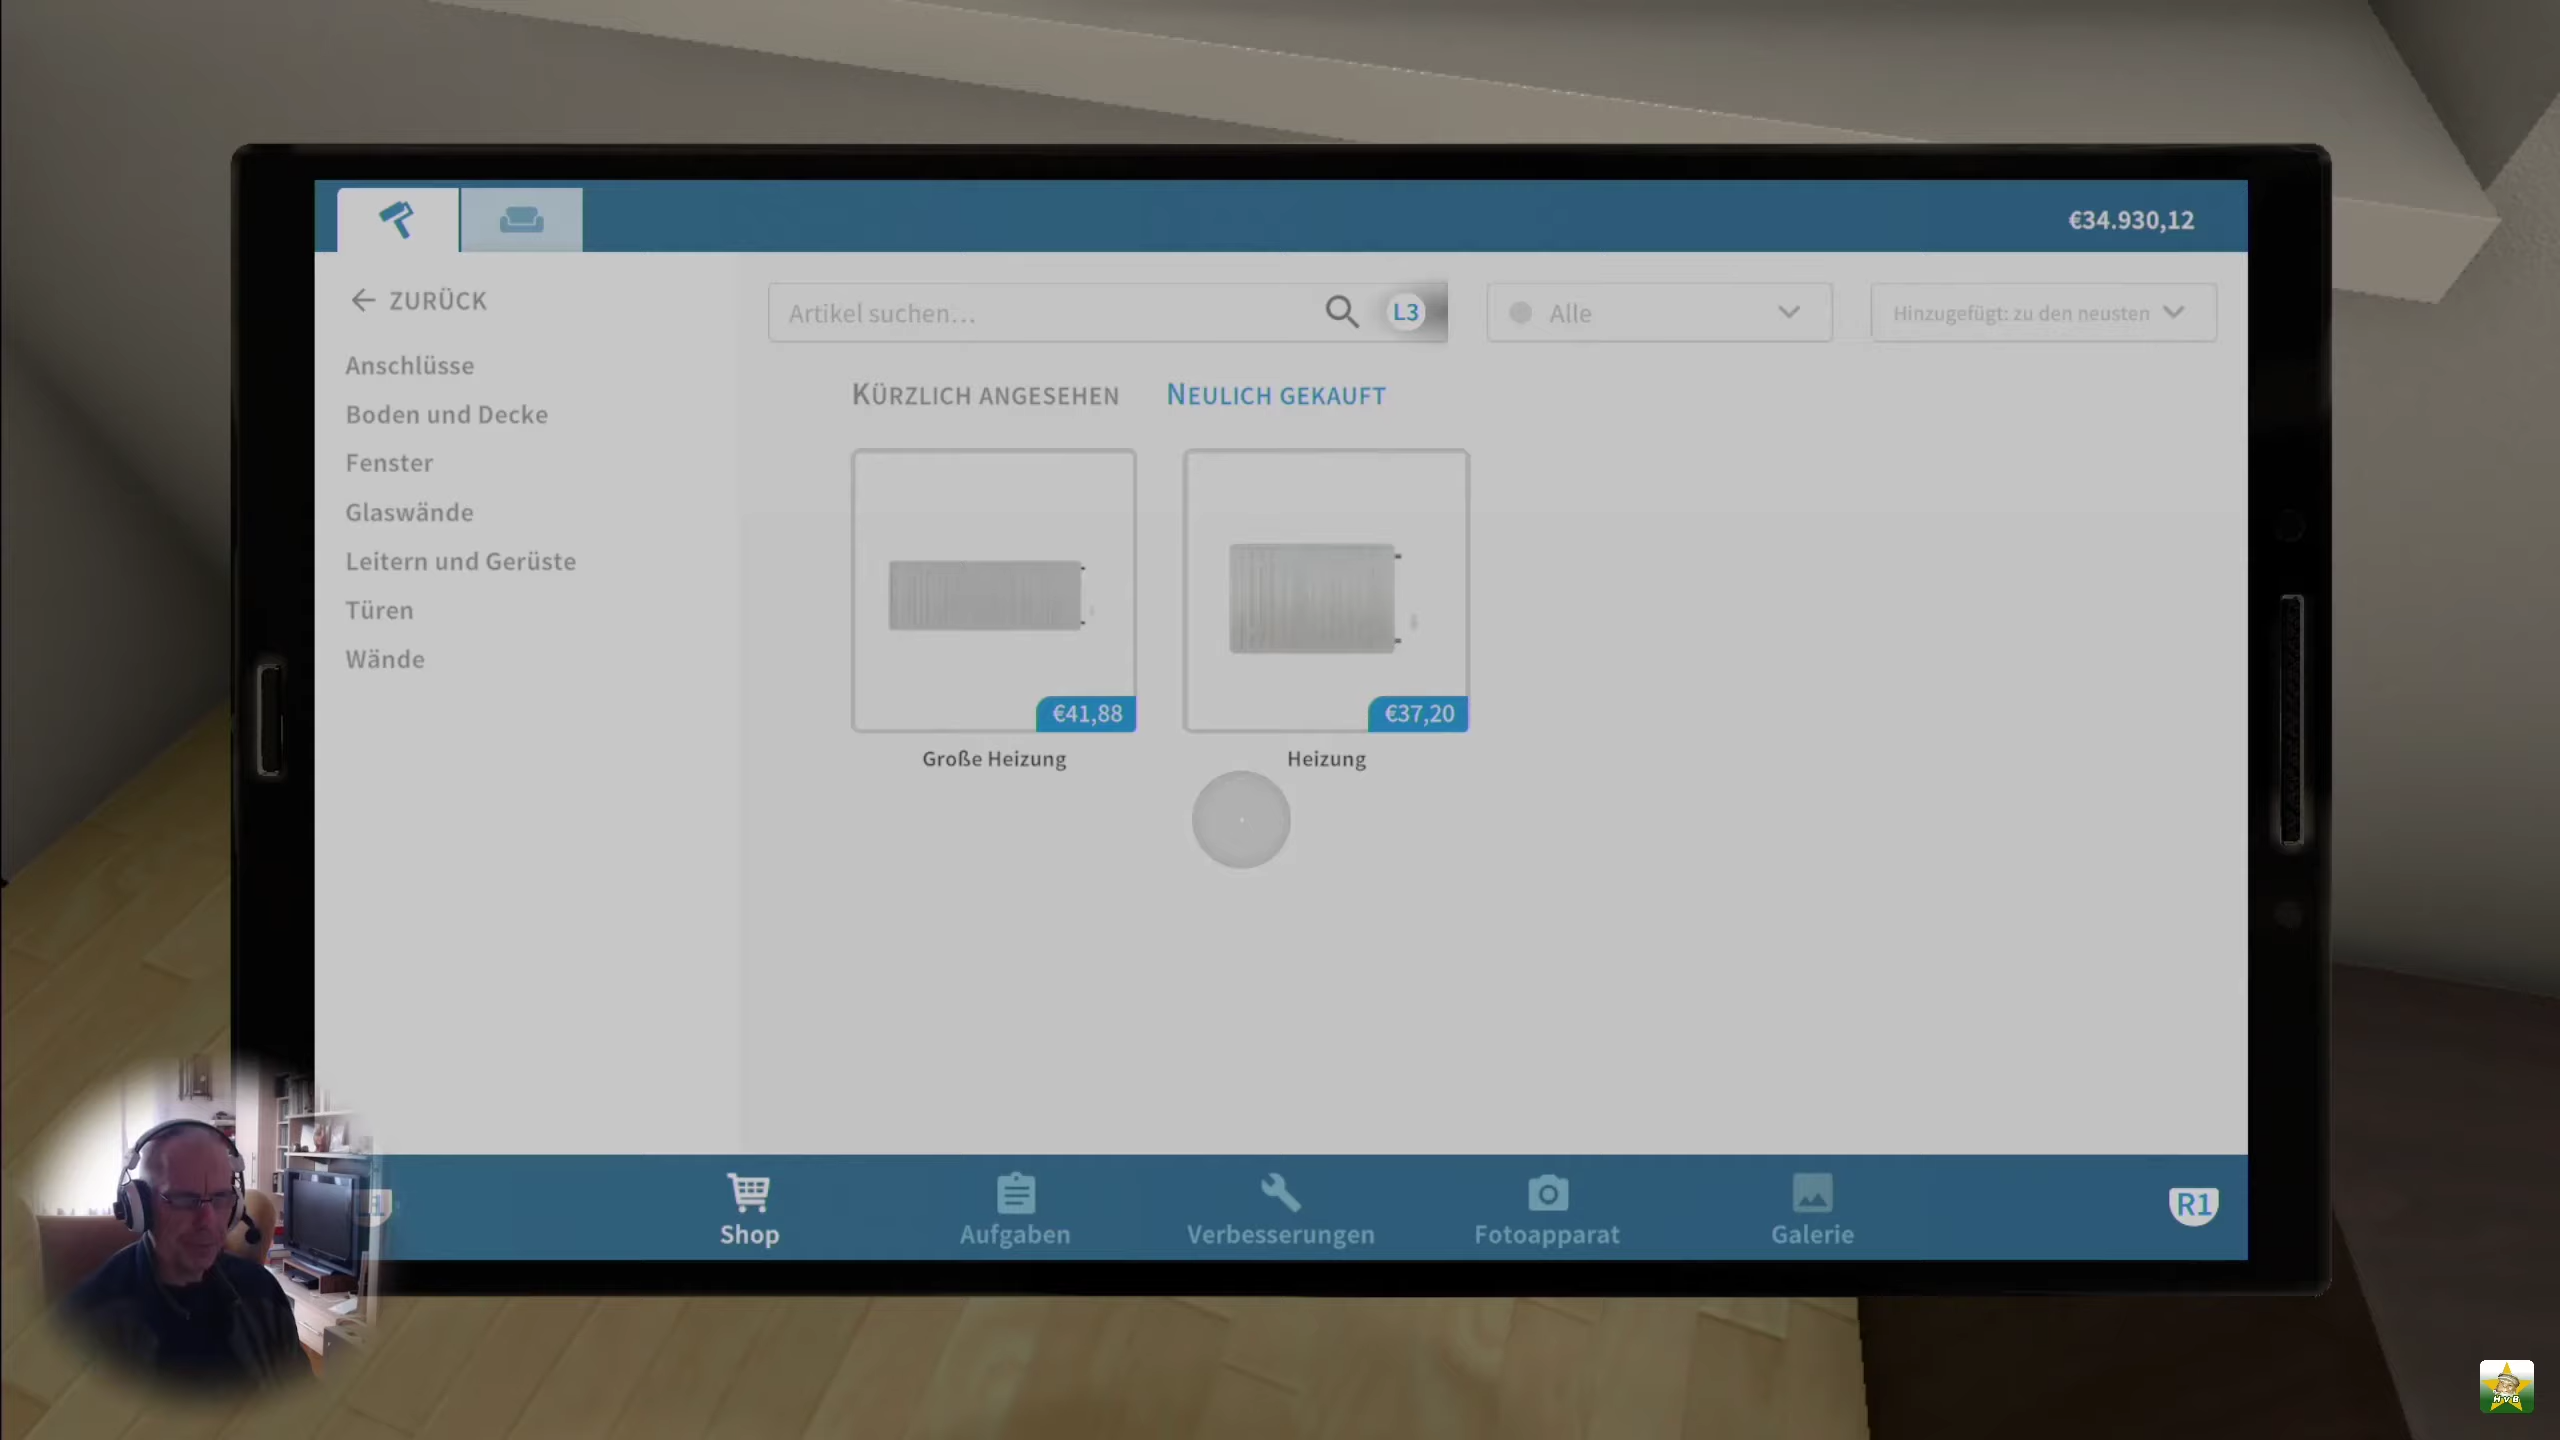 €34.930,12
ZURÜCK
Artikel suchen...
L3
Alle
Hinzugefügt: zu den neusten
Anschlüsse
Boden und Decke
Fenster
Glaswände
Leitern und Gerüste
Türen
Wände
KÜRZLICH ANGESEHEN
NEULICH GEKAUFT
€41,88
€37,20
Große Heizung
Heizung
Shop
Aufgaben
Verbesserungen
Fotoapparat
Galerie
R1
HvB